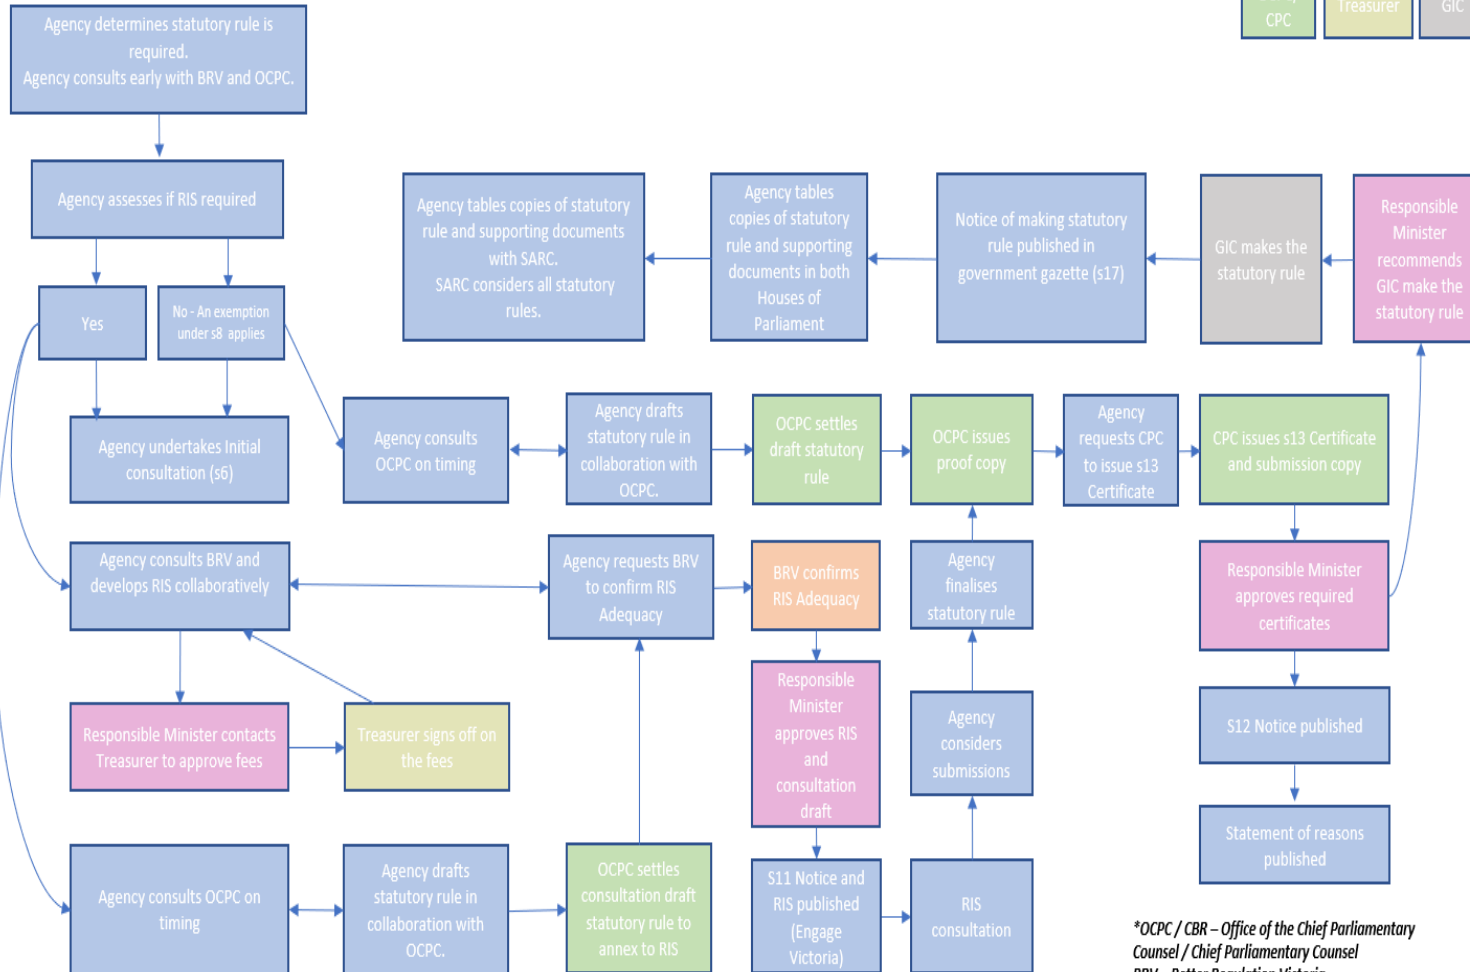 Agency determines statutory rule is
required.
Agency consults early with BRV and OCPC.
CPC
Treasurer
GIC
Agency assesses if RIS required
Yes
No - An exemption
under s8 applies
Agency undertakes Initial
consultation (s6)
Agency tables copies of statutory
rule and supporting documents
with SARC.
SARC considers all statutory
rules.
Agency tables
copies of statutory
rule and supporting
documents in both
Houses of
Parliament
Notice of making statutory
rule published in
government gazette (s17)
GIC makes the
statutory rule
Responsible
Minister
recommends
GIC make the
statutory rule
Agency consults
OCPC on timing
Agency drafts
statutory rule in
collaboration with
OCPC.
OCPC settles
draft statutory
rule
OCPC issues
proof copy
Agency
requests CPC
to issue s13
Certificate
CPC issues s13 Certificate
and submission copy
Agency consults BRV and
develops RIS collaboratively
Agency requests BRV
to confirm RIS
Adequacy
BRV confirms
RIS Adequacy
Agency
finalises
statutory rule
Responsible Minister
approves required
certificates
Responsible Minister contacts
Treasurer to approve fees
Treasurer signs off on
the fees
Responsible
Minister
approves RIS
and
consultation
draft
Agency
considers
submissions
S12 Notice published
Statement of reasons
published
Agency consults OCPC on
timing
Agency drafts
statutory rule in
collaboration with
OCPC.
OCPC settles
consultation draft
statutory rule to
annex to RIS
S11 Notice and
RIS published
(Engage
Victoria)
RIS
consultation
*OCPC / CBR – Office of the Chief Parliamentary
Counsel / Chief Parliamentary Counsel
BRV – Better Regulation Victoria